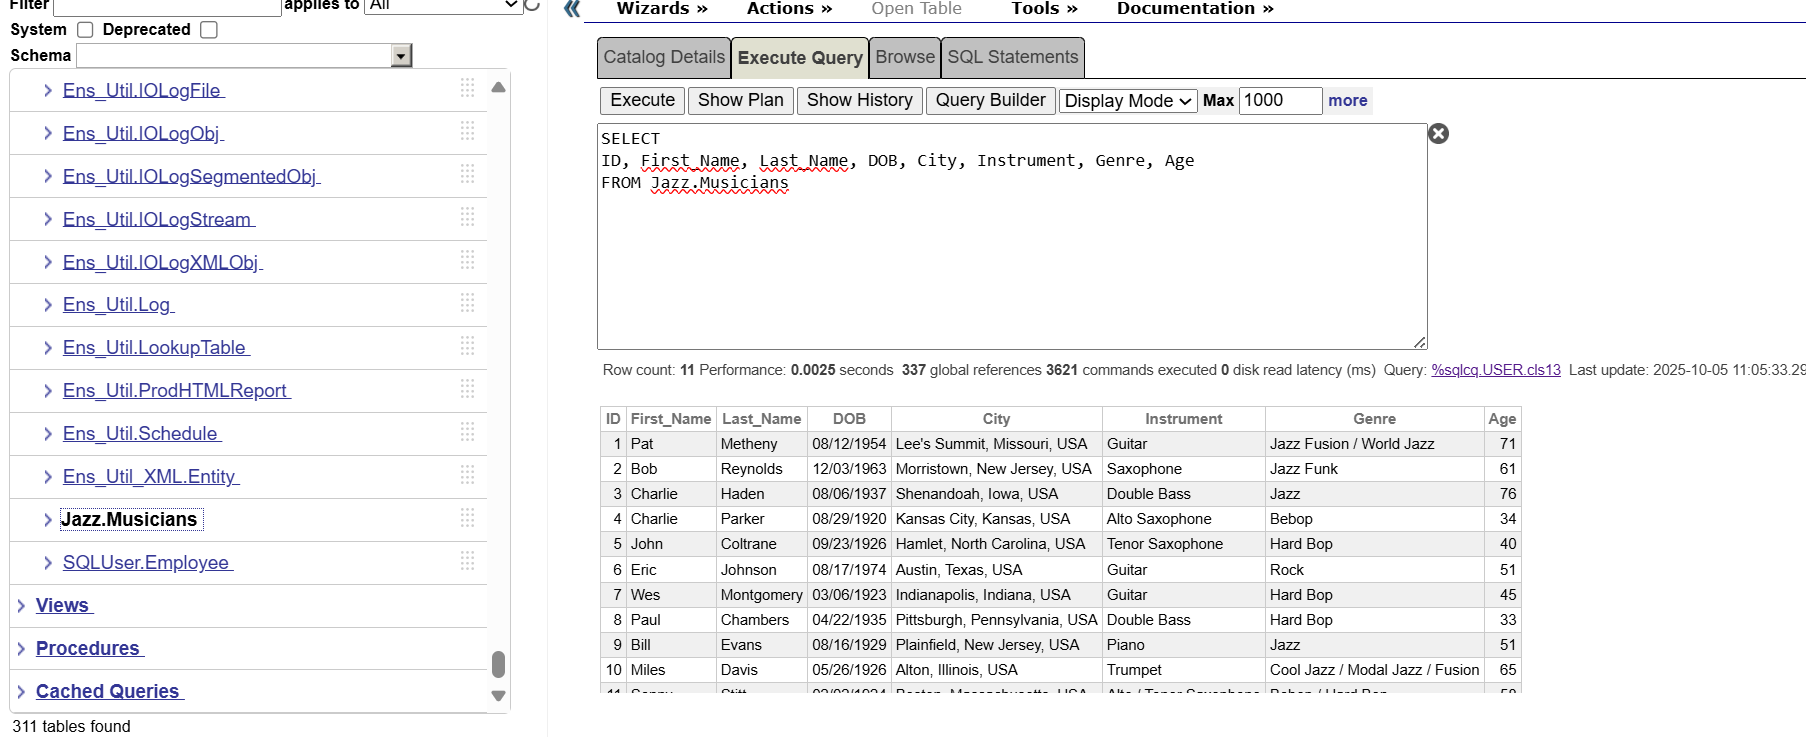 Filter applies to All
System Deprecated
Schema
Ens_Util.IOLogFile
Ens_Util.IOLogObj
Ens_Util.IOLogSegmentedObj
Ens_Util.IOLogStream
Ens_Util.IOLogXMLObj
Ens_Util.Log
Ens_Util.LookupTable
Ens_Util.ProdHTMLReport
Ens_Util.Schedule
Ens_Util_XML.Entity
Jazz.Musicians
SQLUser.Employee
Views
Procedures
Cached Queries
311 tables found
Wizards » Actions » Open Table Tools » Documentation »
Catalog Details Execute Query Browse SQL Statements
Execute Show Plan Show History Query Builder Display Mode Max 1000 more
SELECT
ID, First_Name, Last_Name, DOB, City, Instrument, Genre, Age
FROM Jazz.Musicians
Row count: 11 Performance: 0.0025 seconds 337 global references 3621 commands executed 0 disk read latency (ms) Query: %sqlcq.USER.cls13 Last update: 2025-10-05 11:05:33.29
ID First_Name Last_Name DOB City Instrument Genre Age
1 Pat Metheny 08/12/1954 Lee's Summit, Missouri, USA Guitar Jazz Fusion / World Jazz 71
2 Bob Reynolds 12/03/1963 Morristown, New Jersey, USA Saxophone Jazz Funk 61
3 Charlie Haden 08/06/1937 Shenandoah, Iowa, USA Double Bass Jazz 76
4 Charlie Parker 08/29/1920 Kansas City, Kansas, USA Alto Saxophone Bebop 34
5 John Coltrane 09/23/1926 Hamlet, North Carolina, USA Tenor Saxophone Hard Bop 40
6 Eric Johnson 08/17/1974 Austin, Texas, USA Guitar Rock 51
7 Wes Montgomery 03/06/1923 Indianapolis, Indiana, USA Guitar Hard Bop 45
8 Paul Chambers 04/22/1935 Pittsburgh, Pennsylvania, USA Double Bass Hard Bop 33
9 Bill Evans 08/16/1929 Plainfield, New Jersey, USA Piano Jazz 51
10 Miles Davis 05/26/1926 Alton, Illinois, USA Trumpet Cool Jazz / Modal Jazz / Fusion 65